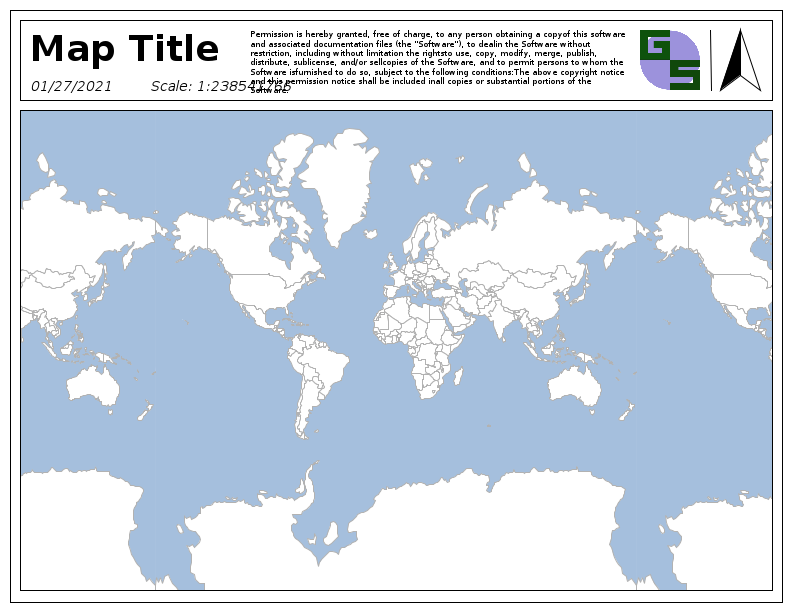 Map Title
01/27/2021 Scale: 1:238541766
Permission is hereby granted, free of charge, to any person obtaining a copyof this software
and associated documentation files (the "Software"), to dealin the Software without
restriction, including without limitation the rightsto use, copy, modify, merge, publish,
distribute, sublicense, and/or sellcopies of the Software, and to permit persons to whom the
Software isfurnished to do so, subject to the following conditions:The above copyright notice
and this permission notice shall be included inall copies or substantial portions of the
Software.
GS